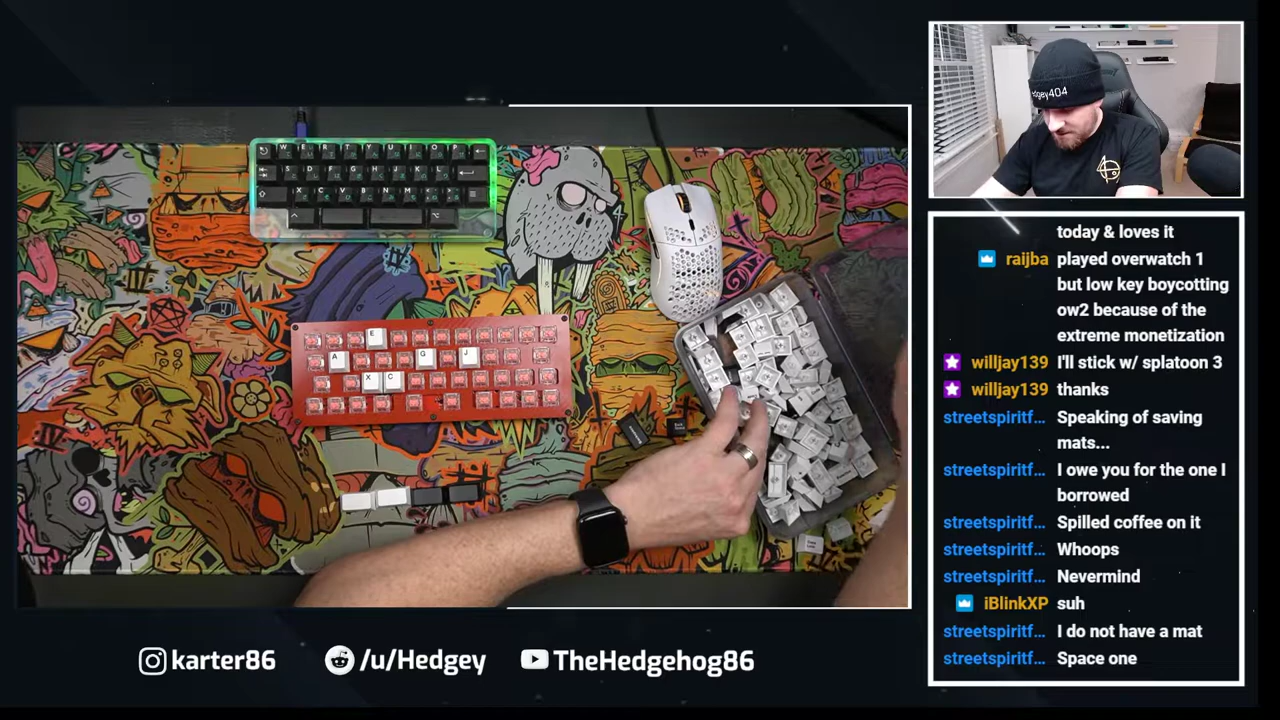 W E R T Y U I O P
S D F G H J K L
X C V B N M
E
A G J
X C
dgey404
today & loves it
raijba played overwatch 1
but low key boycotting
ow2 because of the
extreme monetization
willjay139 I'll stick w/ splatoon 3
willjay139 thanks
streetspiritf... Speaking of saving
mats...
streetspiritf... I owe you for the one I
borrowed
streetspiritf... Spilled coffee on it
streetspiritf... Whoops
streetspiritf... Nevermind
iBlinkXP suh
streetspiritf... I do not have a mat
streetspiritf... Space one
karter86
/u/Hedgey
TheHedgehog86